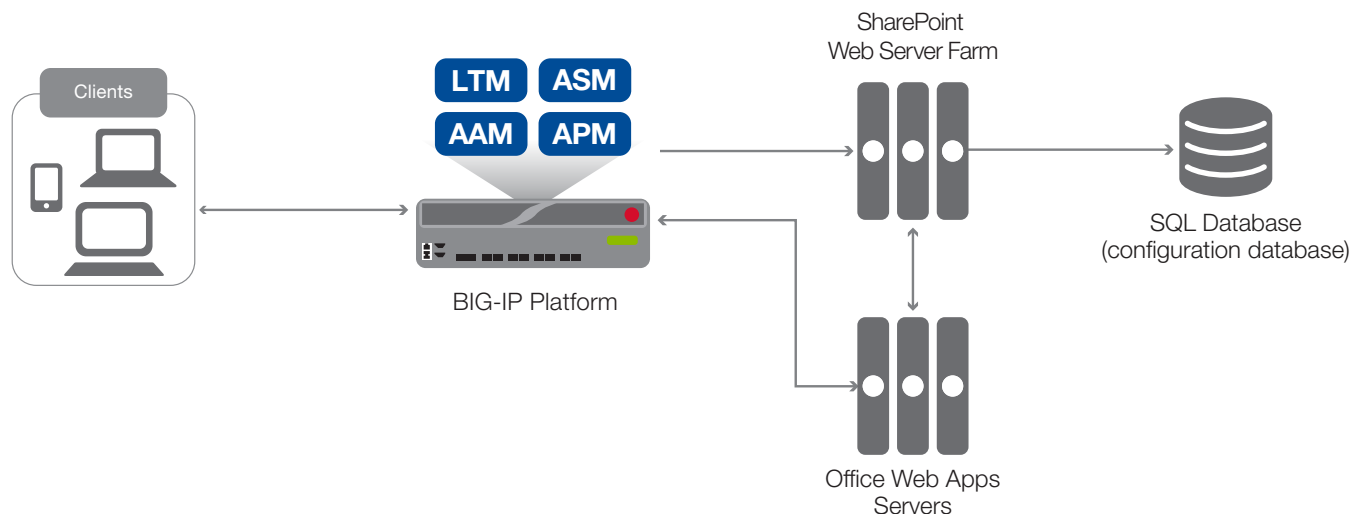 Clients
LTM
ASM
AAM
APM
BIG-IP Platform
SharePoint
Web Server Farm
SQL Database
(configuration database)
Office Web Apps
Servers